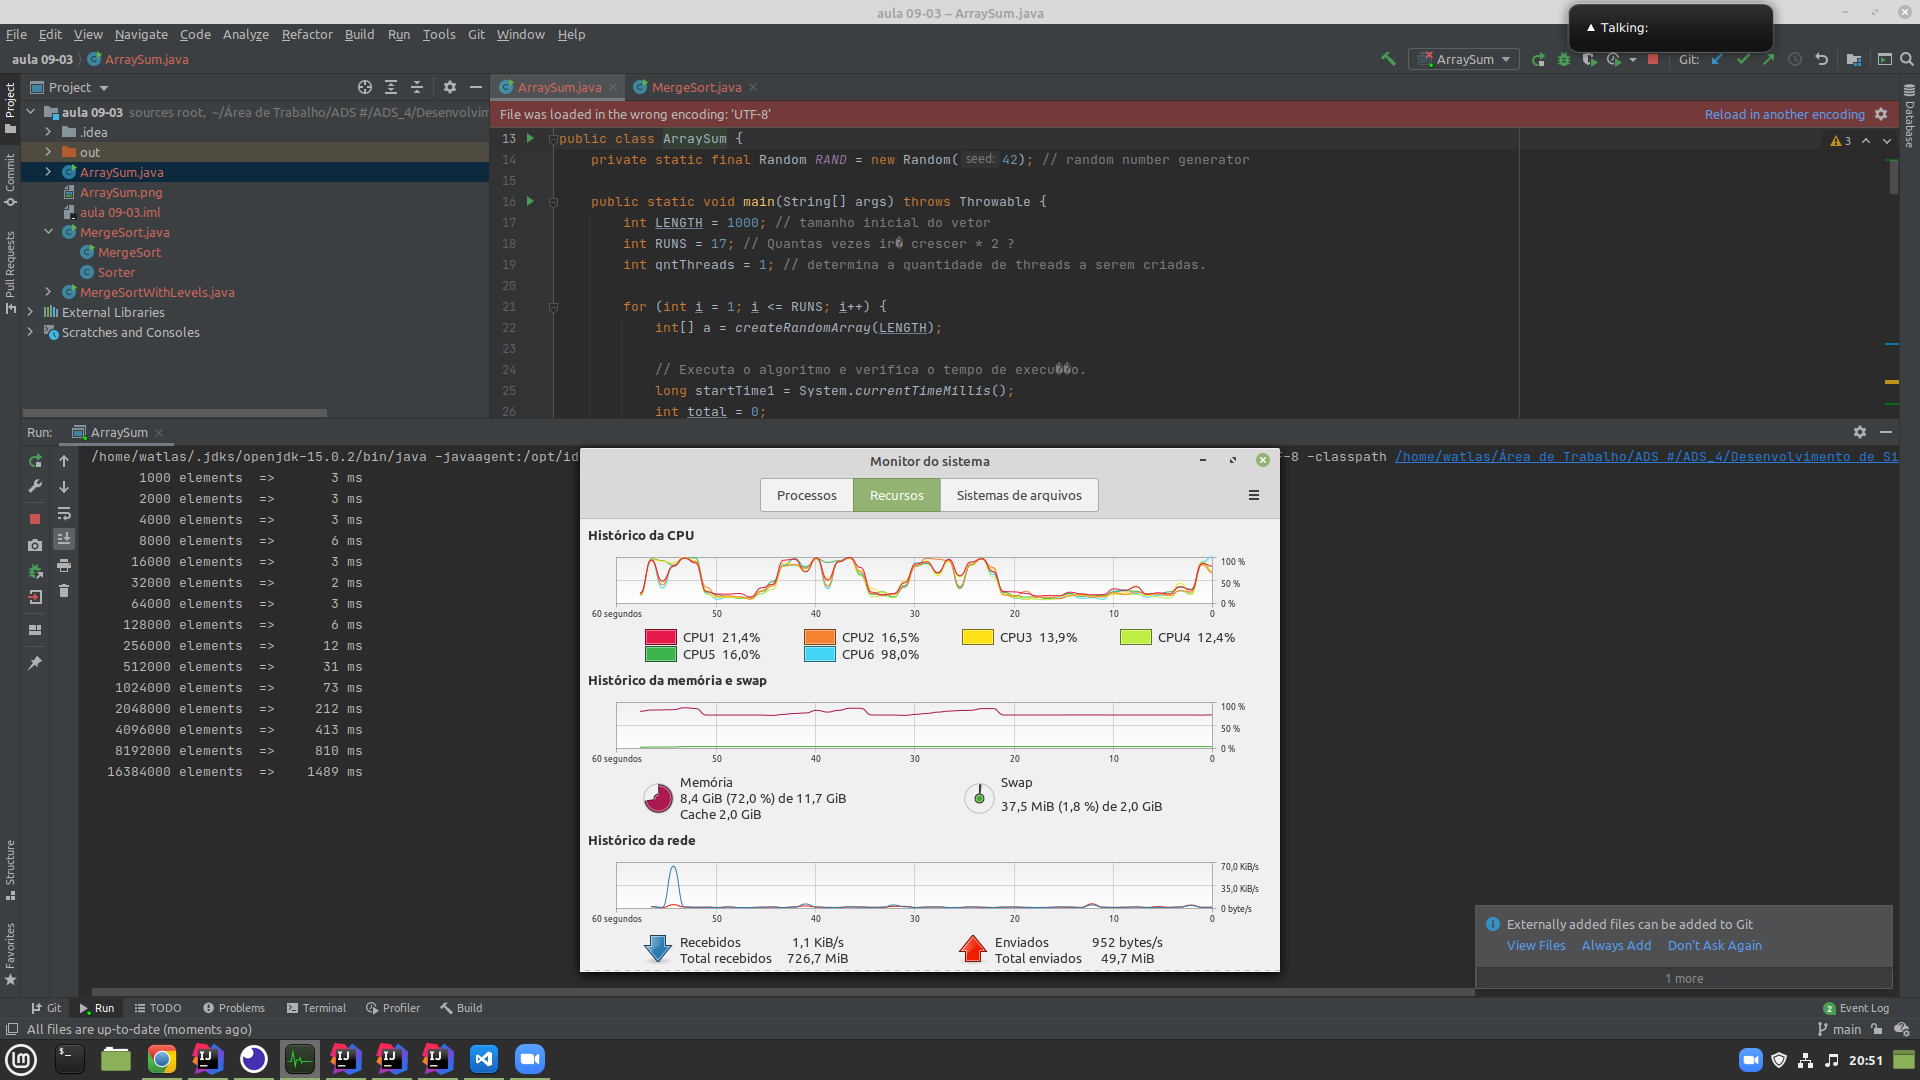 aula 09-03 – ArraySum.java
Talking:
File Edit View Navigate Code Analyze Refactor Build Run Tools Git Window Help
aula 09-03 ArraySum.java
ArraySum Git:
Project
ArraySum.java MergeSort.java
aula 09-03 sources root, ~/Área de Trabalho/ADS #/ADS_4/Desenvolvim
.idea
out
ArraySum.java
ArraySum.png
aula 09-03.iml
MergeSort.java
MergeSort
Sorter
MergeSortWithLevels.java
External Libraries
Scratches and Consoles
Project
Commit
Pull Requests
Structure
Favorites
Database
File was loaded in the wrong encoding: 'UTF-8' Reload in another encoding
3
13 public class ArraySum {
14 private static final Random RAND = new Random( seed: 42); // random number generator
15
16 public static void main(String[] args) throws Throwable {
17 int LENGTH = 1000; // tamanho inicial do vetor
18 int RUNS = 17; // Quantas vezes ir� crescer * 2 ?
19 int qntThreads = 1; // determina a quantidade de threads a serem criadas.
20
21 for (int i = 1; i <= RUNS; i++) {
22 int[] a = createRandomArray(LENGTH);
23
24 // Executa o algoritmo e verifica o tempo de execu��o.
25 long startTime1 = System.currentTimeMillis();
26 int total = 0;
Run: ArraySum
/home/watlas/.jdks/openjdk-15.0.2/bin/java -javaagent:/opt/id
f-8 -classpath /home/watlas/Área de Trabalho/ADS #/ADS_4/Desenvolvimento de Si
1000 elements => 3 ms
2000 elements => 3 ms
4000 elements => 3 ms
8000 elements => 6 ms
16000 elements => 3 ms
32000 elements => 2 ms
64000 elements => 3 ms
128000 elements => 6 ms
256000 elements => 12 ms
512000 elements => 31 ms
1024000 elements => 73 ms
2048000 elements => 212 ms
4096000 elements => 413 ms
8192000 elements => 810 ms
16384000 elements => 1489 ms
Monitor do sistema
Processos Recursos Sistemas de arquivos
Histórico da CPU
100 %
50 %
0 %
60 segundos 50 40 30 20 10 0
CPU1 21,4% CPU2 16,5% CPU3 13,9% CPU4 12,4%
CPU5 16,0% CPU6 98,0%
Histórico da memória e swap
100 %
50 %
0 %
60 segundos 50 40 30 20 10 0
Memória
8,4 GiB (72,0 %) de 11,7 GiB
Cache 2,0 GiB
Swap
37,5 MiB (1,8 %) de 2,0 GiB
Histórico da rede
70,0 KiB/s
35,0 KiB/s
0 byte/s
60 segundos 50 40 30 20 10 0
Recebidos 1,1 KiB/s
Total recebidos 726,7 MiB
Enviados 952 bytes/s
Total enviados 49,7 MiB
Externally added files can be added to Git
View Files Always Add Don't Ask Again
1 more
Git Run TODO Problems Terminal Profiler Build
2 Event Log
All files are up-to-date (moments ago)
main
20:51